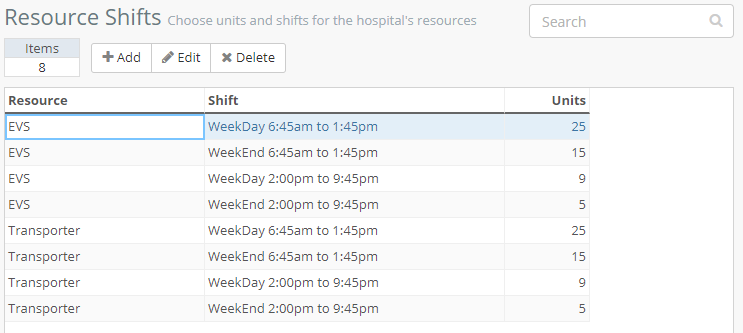 Resource Shifts Choose units and shifts for the hospital's resources
Search
Items
8
Add Edit Delete
Resource Shift Units
EVS WeekDay 6:45am to 1:45pm 25
EVS WeekEnd 6:45am to 1:45pm 15
EVS WeekDay 2:00pm to 9:45pm 9
EVS WeekEnd 2:00pm to 9:45pm 5
Transporter WeekDay 6:45am to 1:45pm 25
Transporter WeekEnd 6:45am to 1:45pm 15
Transporter WeekDay 2:00pm to 9:45pm 9
Transporter WeekEnd 2:00pm to 9:45pm 5